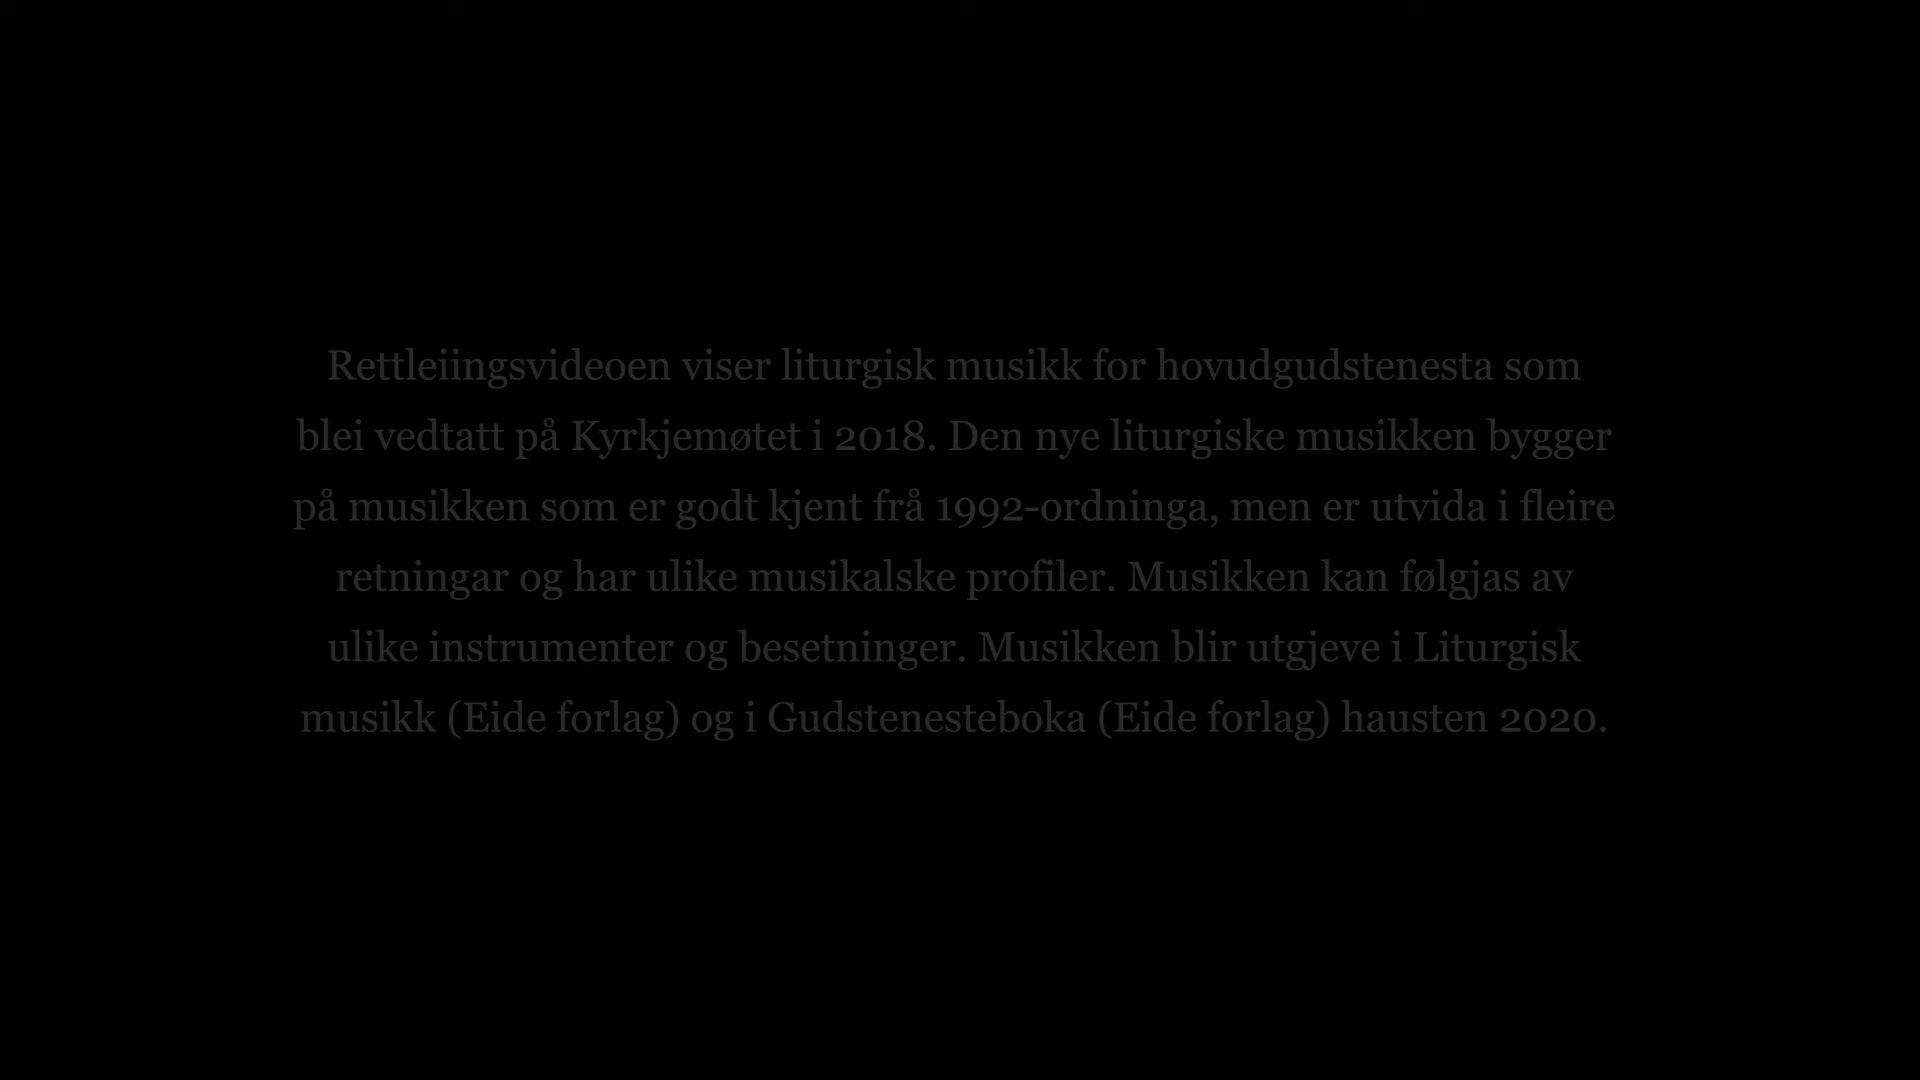 Rettleiingsvideoen viser liturgisk musikk for hovudgudstenesta som
blei vedtatt på Kyrkjemøtet i 2018. Den nye liturgiske musikken bygger
på musikken som er godt kjent frå 1992-ordninga, men er utvida i fleire
retningar og har ulike musikalske profiler. Musikken kan følgjas av
ulike instrumenter og besetninger. Musikken blir utgjeve i Liturgisk
musikk (Eide forlag) og i Gudstenesteboka (Eide forlag) hausten 2020.